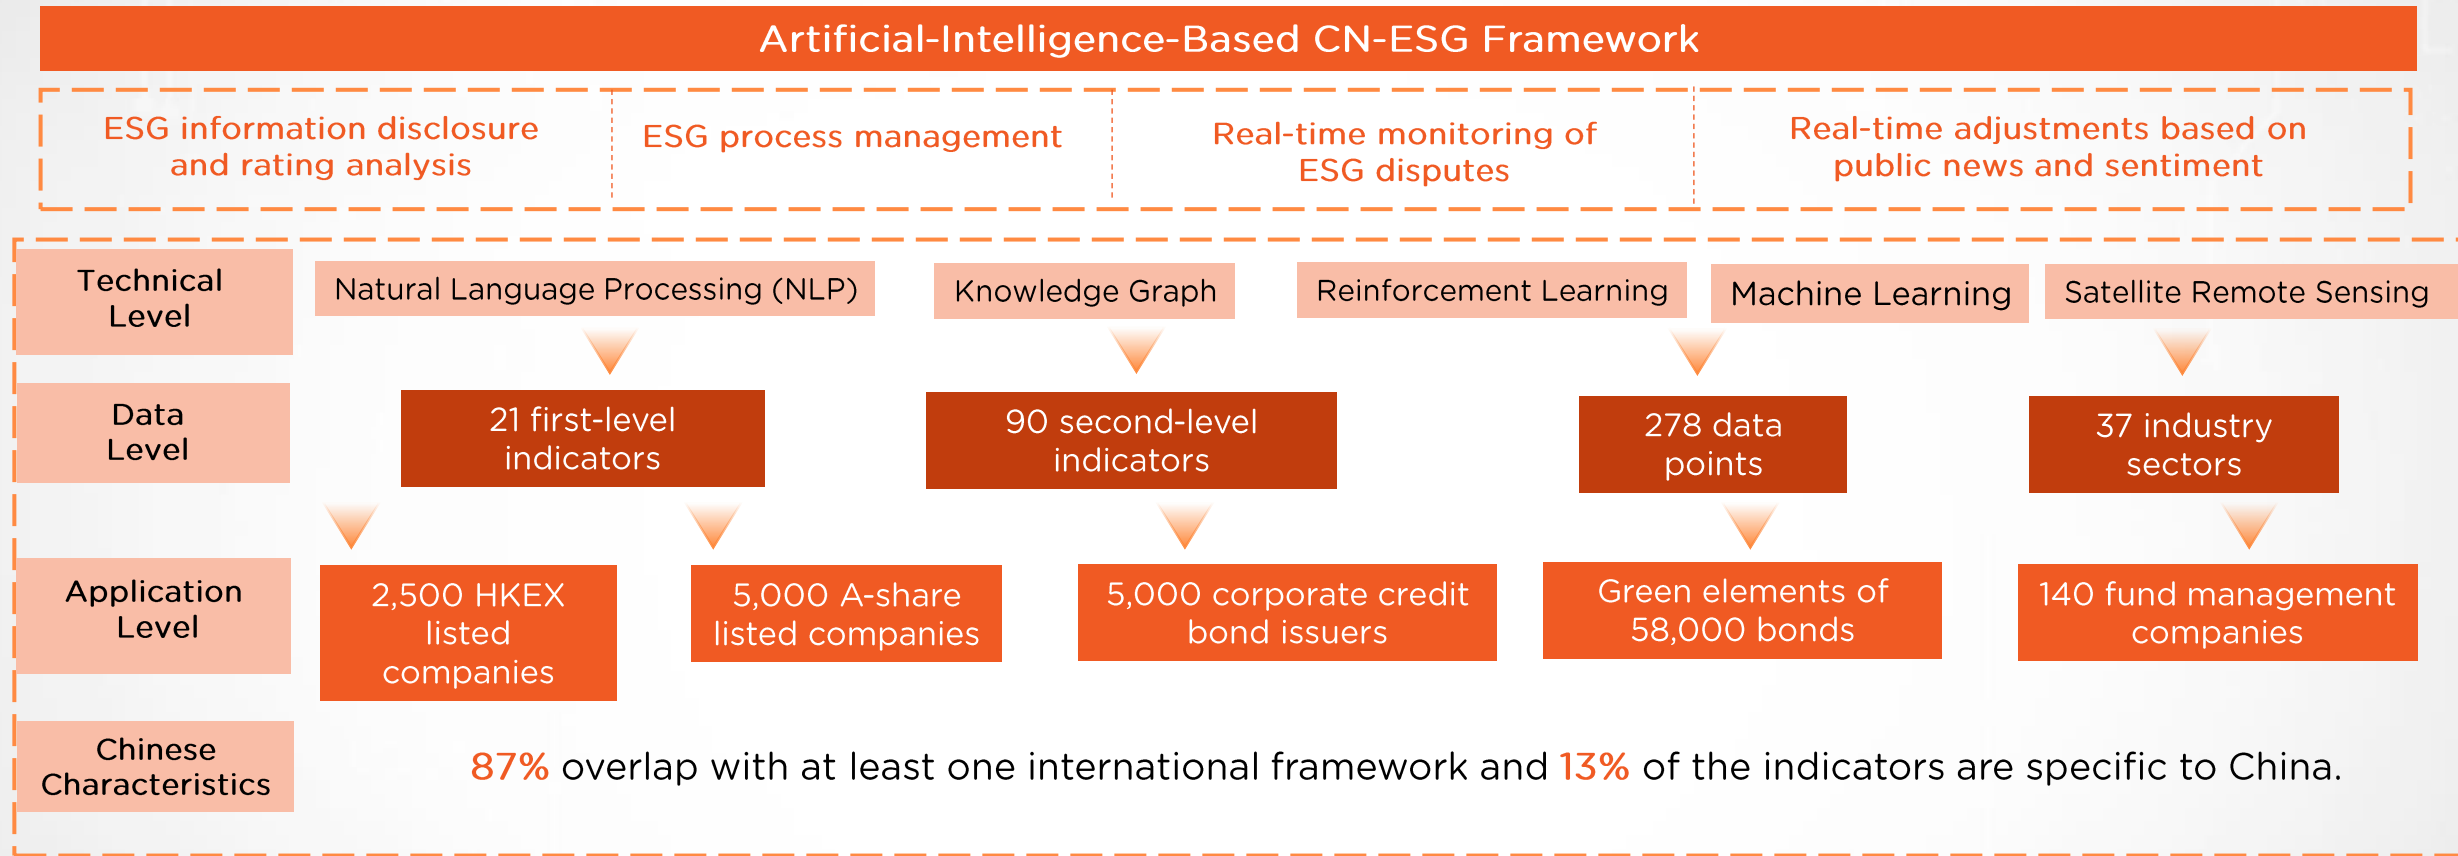 Artificial-Intelligence-Based CN-ESG Framework
ESG information disclosure
and rating analysis
ESG process management
Real-time monitoring of
ESG disputes
Real-time adjustments based on
public news and sentiment
Technical
Level
Natural Language Processing (NLP)
Knowledge Graph
Reinforcement Learning
Machine Learning
Satellite Remote Sensing
Data
Level
21 first-level
indicators
90 second-level
indicators
278 data
points
37 industry
sectors
Application
Level
2,500 HKEX
listed
companies
5,000 A-share
listed companies
5,000 corporate credit
bond issuers
Green elements of
58,000 bonds
140 fund management
companies
Chinese
Characteristics
87% overlap with at least one international framework and 13% of the indicators are specific to China.